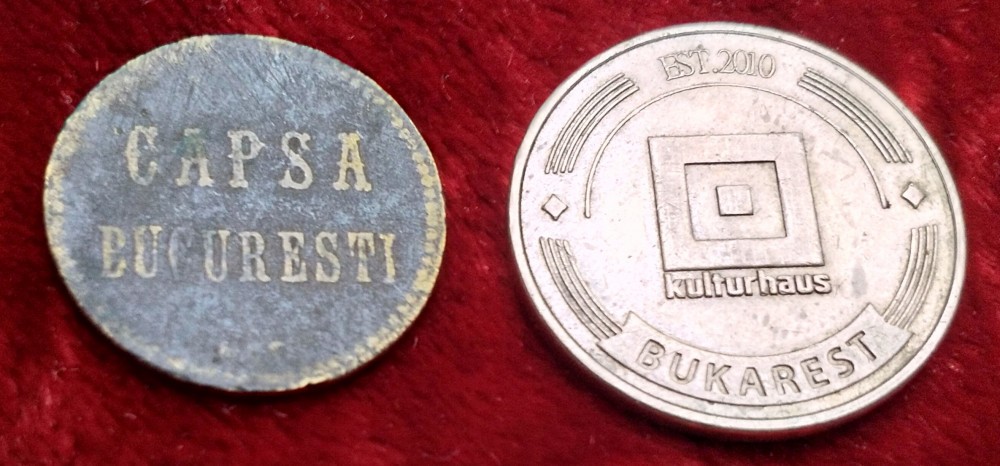 CAPSA
BUCURESTI
EST. 2010
kulturhaus
BUKAREST